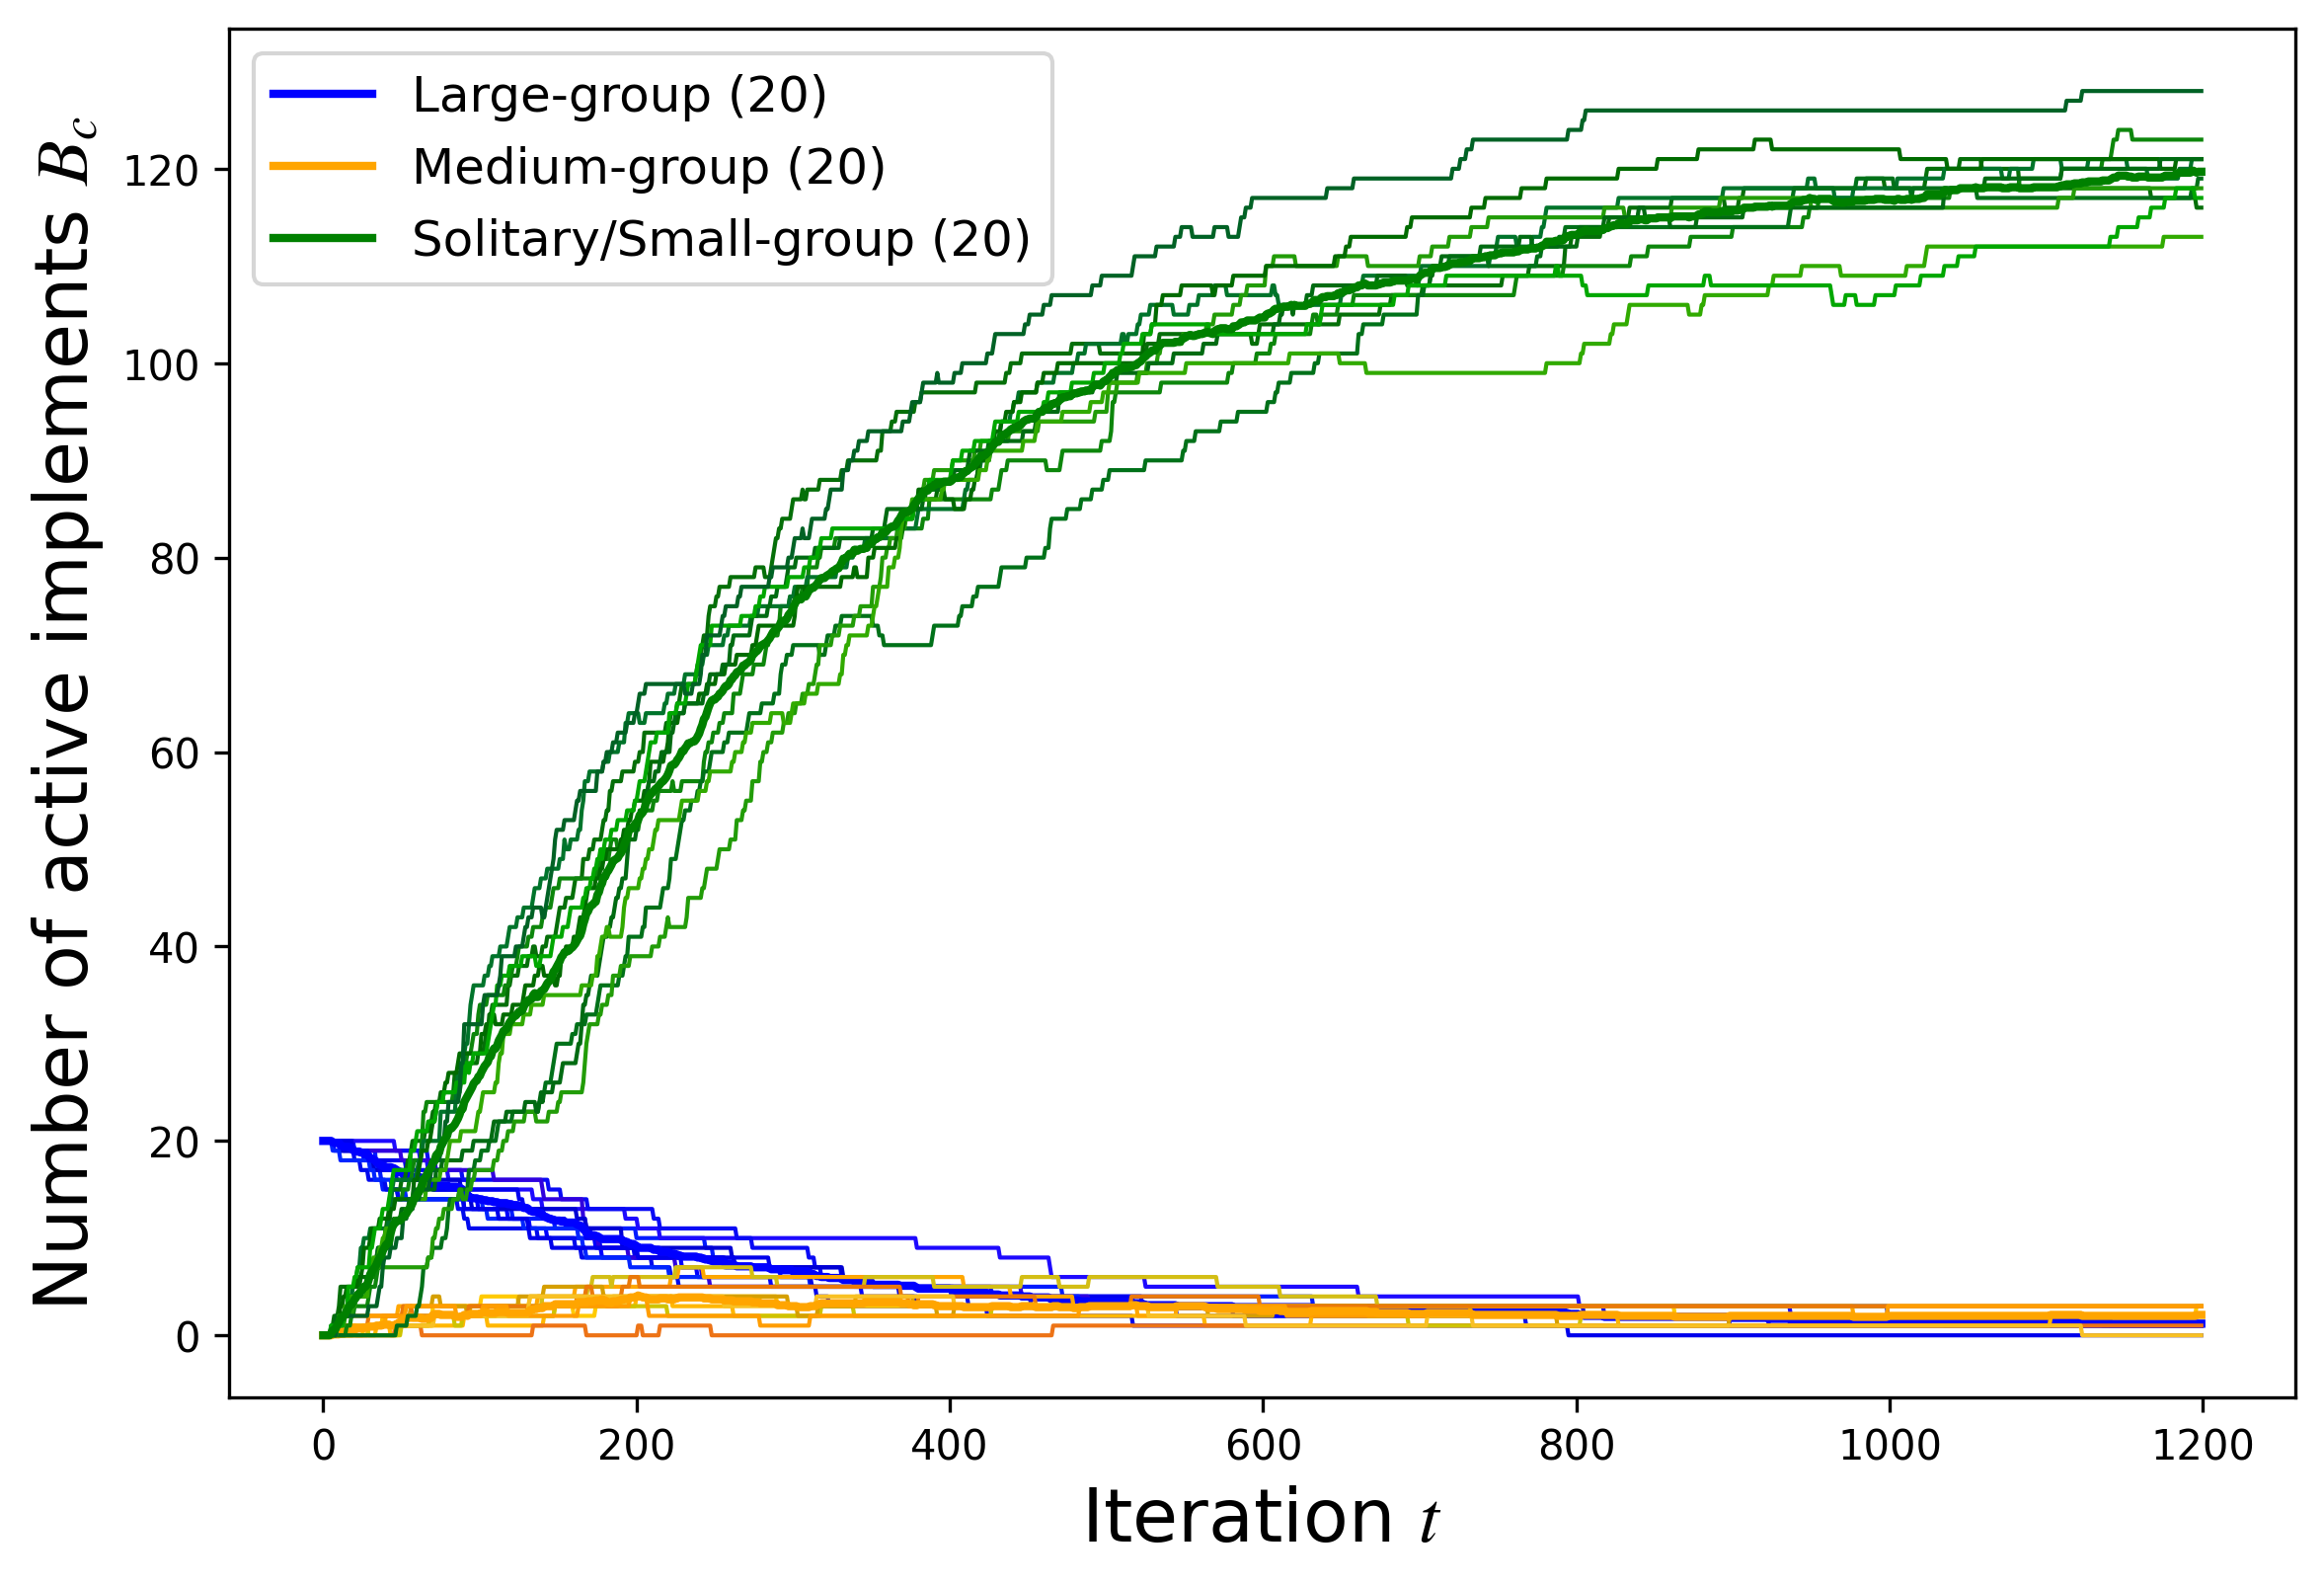 Large-group (20)
Medium-group (20)
Solitary/Small-group (20)
Number of active implements B_c
120
100
80
60
40
20
0
0 200 400 600 800 1000 1200
Iteration t